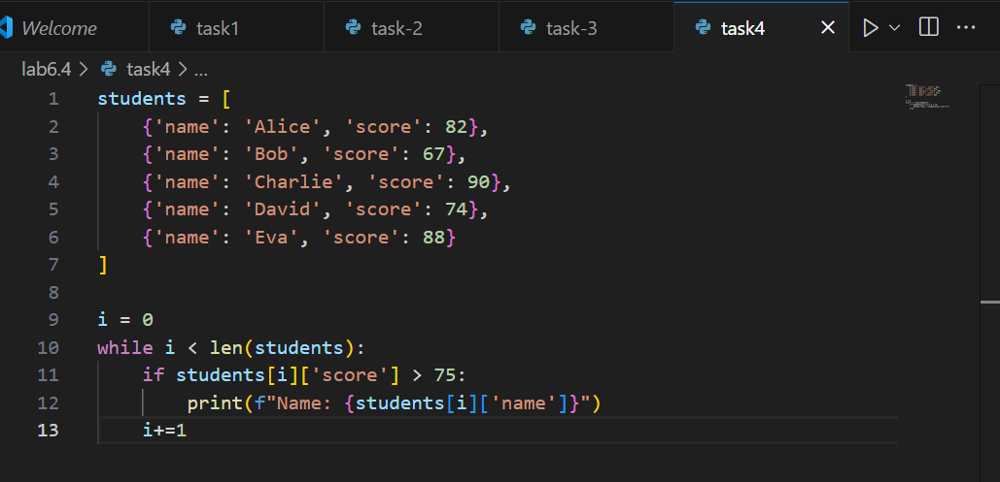 Welcome task1 task-2 task-3 task4
lab6.4 > task4 > ...
1 students = [
2     {'name': 'Alice', 'score': 82},
3     {'name': 'Bob', 'score': 67},
4     {'name': 'Charlie', 'score': 90},
5     {'name': 'David', 'score': 74},
6     {'name': 'Eva', 'score': 88}
7 ]
8
9 i = 0
10 while i < len(students):
11     if students[i]['score'] > 75:
12         print(f"Name: {students[i]['name']}")
13     i+=1